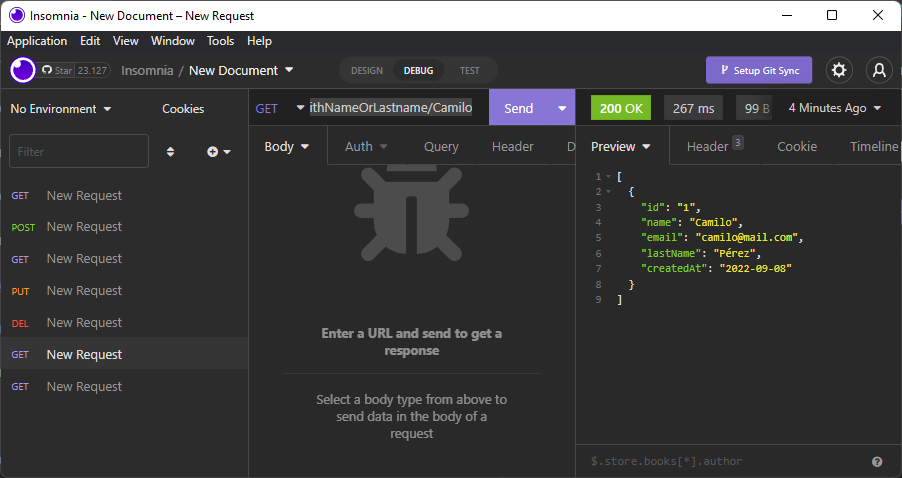 Insomnia - New Document – New Request
Application Edit View Window Tools Help
Star 23.127 Insomnia / New Document DESIGN DEBUG TEST Setup Git Sync
No Environment Cookies
Filter
GET New Request
POST New Request
GET New Request
PUT New Request
DEL New Request
GET New Request
GET New Request
GET ithNameOrLastname/Camilo Send
Body Auth Query Header D
Enter a URL and send to get a
response
Select a body type from above to
send data in the body of a
request
200 OK 267 ms 99 B 4 Minutes Ago
Preview Header 3 Cookie Timeline
1 [
2 {
3 "id": "1",
4 "name": "Camilo",
5 "email": "camilo@mail.com",
6 "lastName": "Pérez",
7 "createdAt": "2022-09-08"
8 }
9 ]
$.store.books[*].author